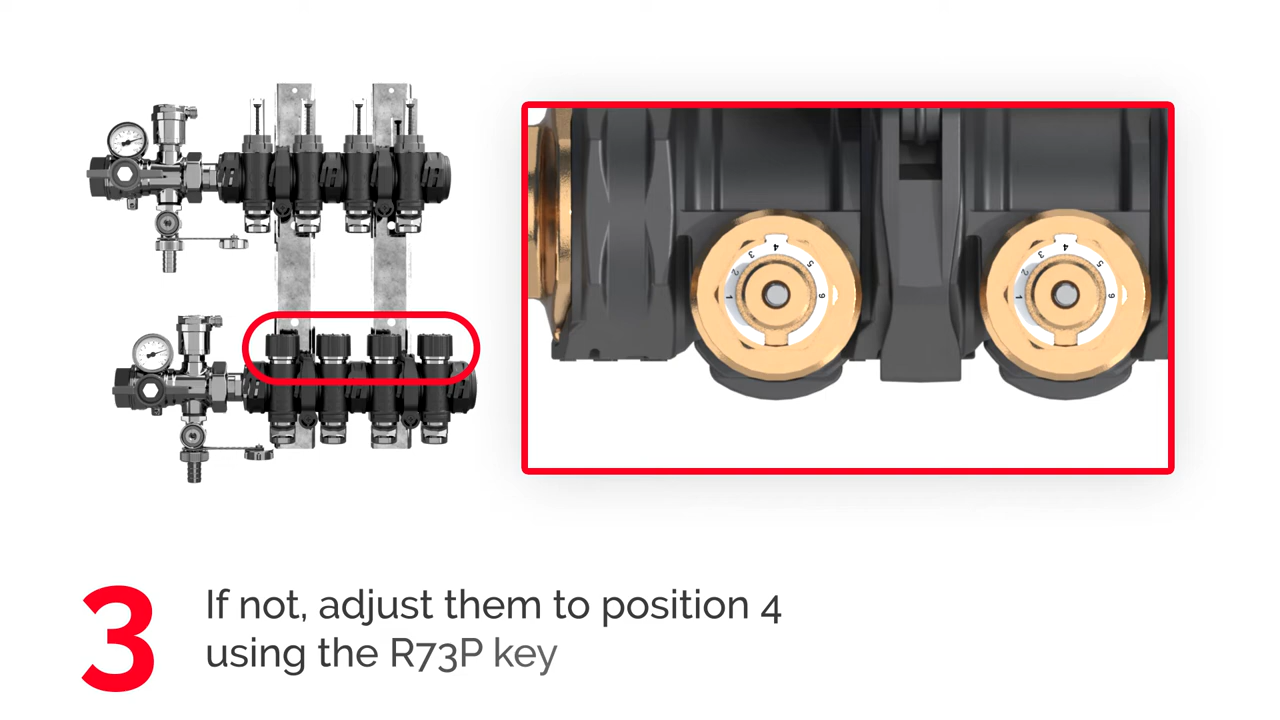 1 2 3 4 5 6
1 2 3 4 5 6
3
If not, adjust them to position 4
using the R73P key